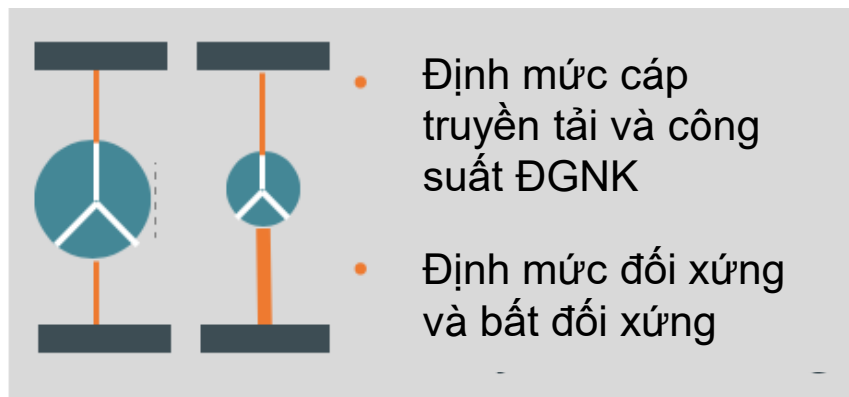 Định mức cáp
truyền tải và công
suất ĐGNK
Định mức đối xứng
và bất đối xứng